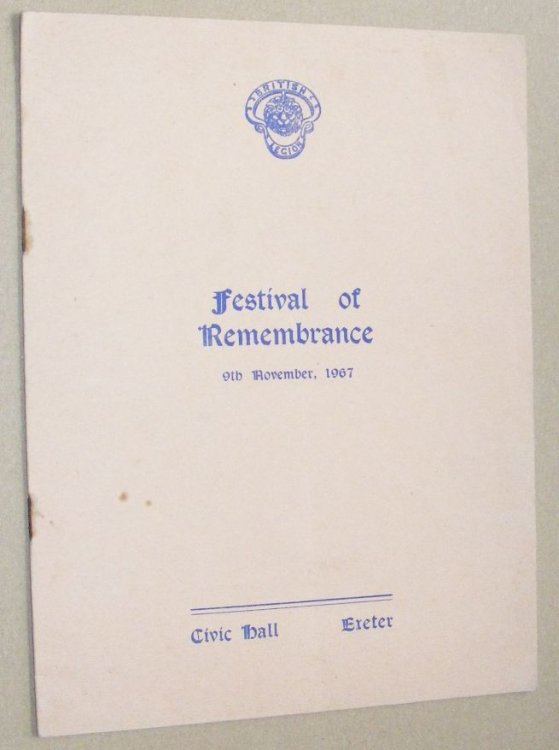 BRITISH
LEGION
Festival of
Remembrance
9th November, 1967
Civic Hall Exeter